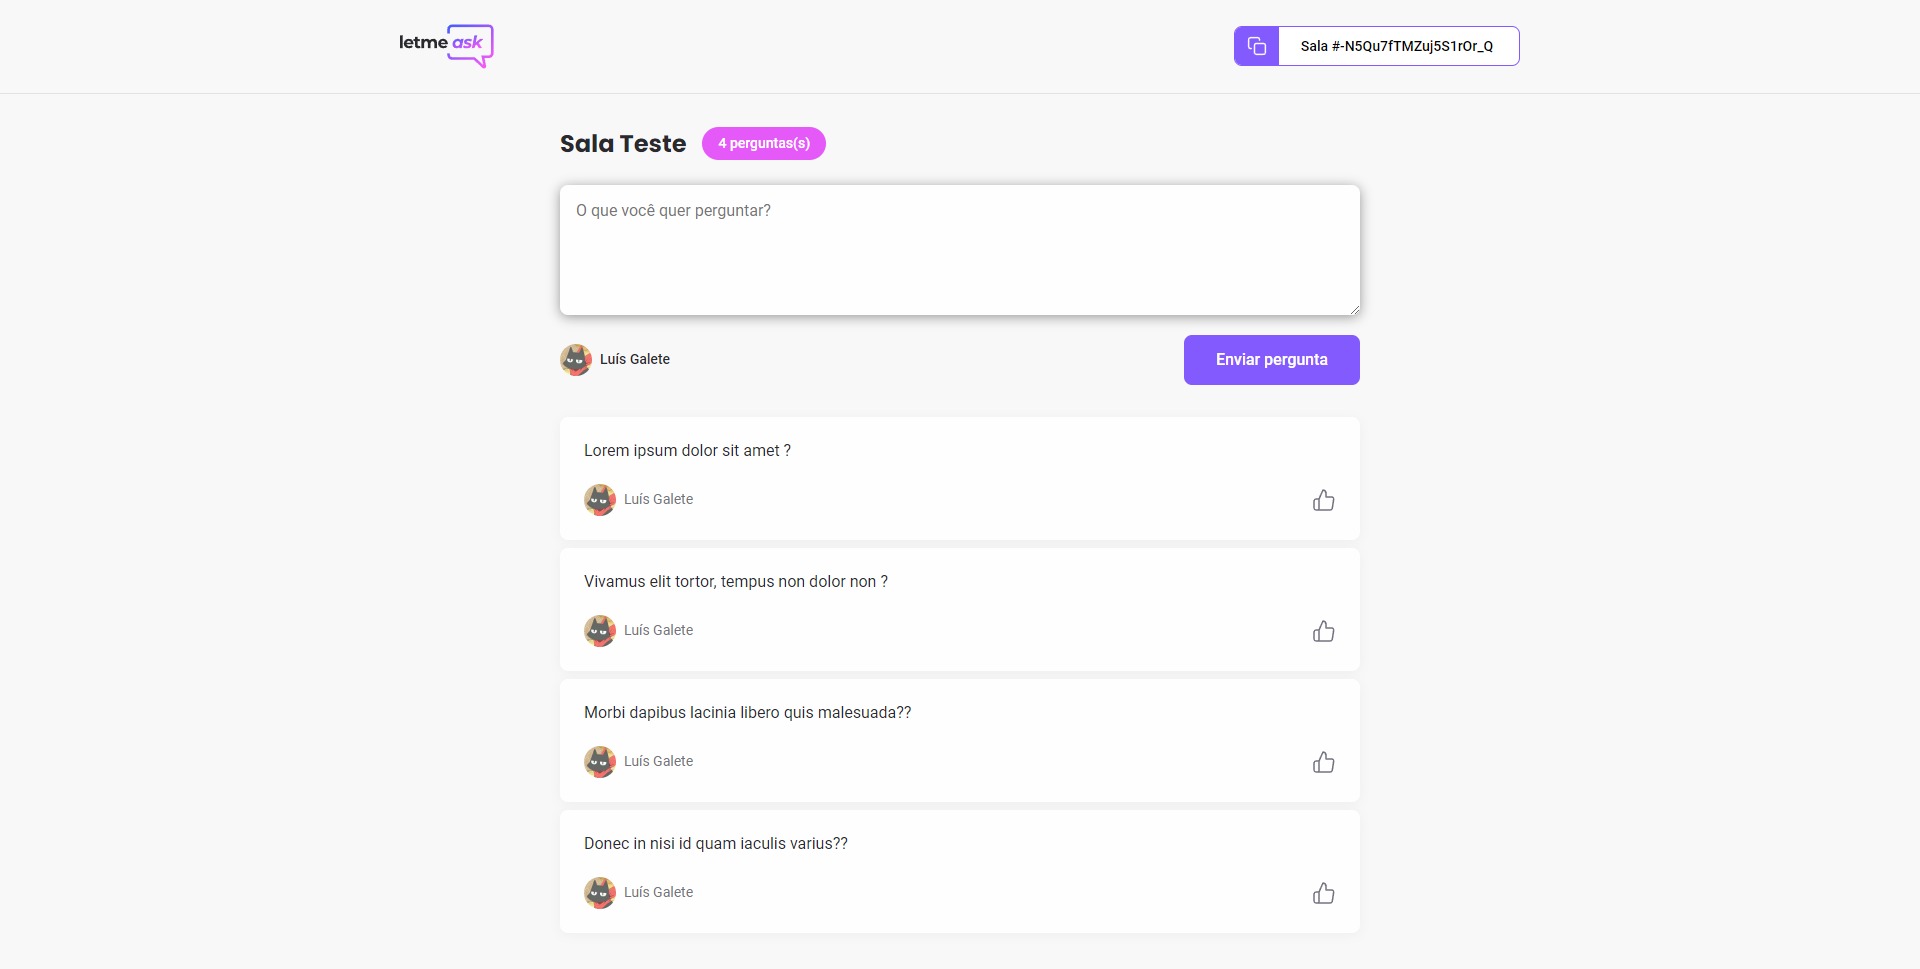 letme ask
Sala #-N5Qu7fTMZuj5S1rOr_Q
Sala Teste
4 perguntas(s)
O que você quer perguntar?
Luís Galete
Enviar pergunta
Lorem ipsum dolor sit amet ?
Luís Galete
Vivamus elit tortor, tempus non dolor non ?
Luís Galete
Morbi dapibus lacinia libero quis malesuada??
Luís Galete
Donec in nisi id quam iaculis varius??
Luís Galete